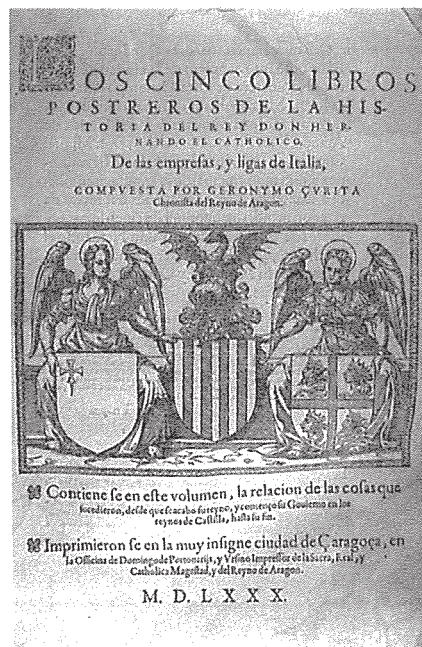 LOS CINCO LIBROS
POSTREROS DE LA HIS-
TORIA DEL REY DON HER-
NANDO EL CATHOLICO.
De las empreſas, y ligas de Italia,
COMPVESTA POR GERONYMO ÇVRITA
Chroniſta del Reyno de Aragon.
Contiene ſe en eſte volumen, la relacion de las coſas que
ſucedieron, deſde que ſe acabo ſu reyno, y començo ſu Gouierno en los
reynos de Caſtilla, haſta ſu fin.
Imprimieron ſe en la muy inſigne ciudad de Çaragoça, en
la Officina de Domingo de Portonarijs, y Vrſino Impreſſor de la Sacra, Real, y
Catholica Mageſtad, y del Reyno de Aragon.
M. D. L X X X.